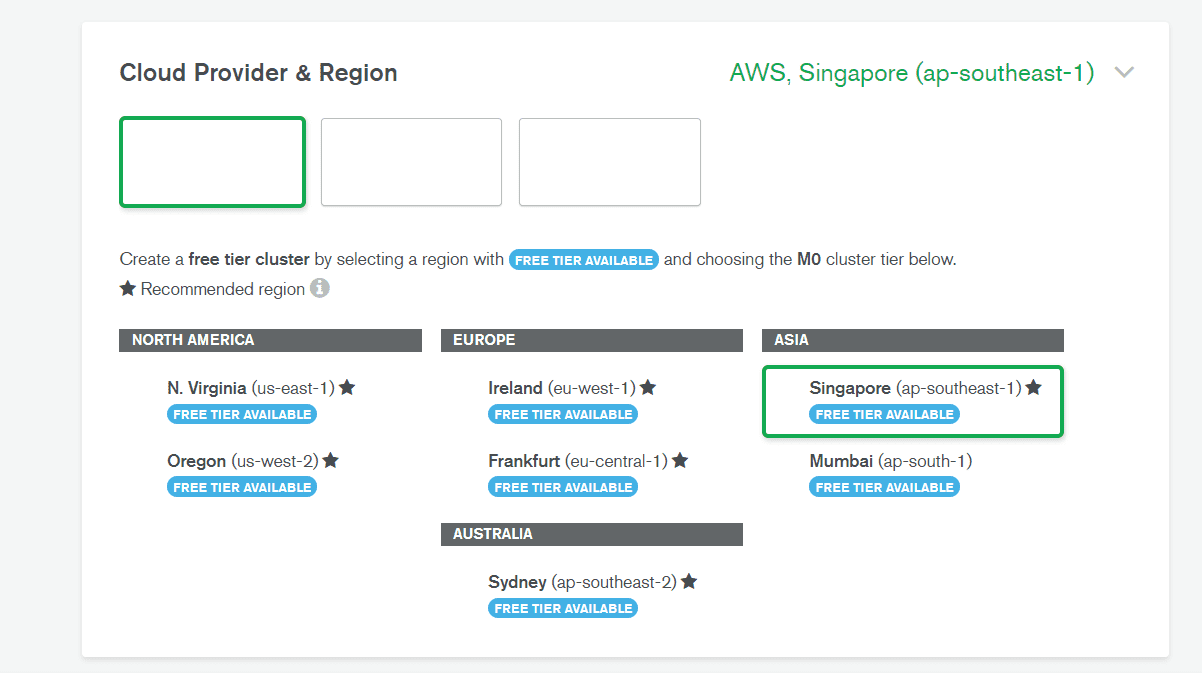 Cloud Provider & Region
AWS, Singapore (ap-southeast-1)
Create a free tier cluster by selecting a region with FREE TIER AVAILABLE and choosing the M0 cluster tier below.
★ Recommended region i
NORTH AMERICA
N. Virginia (us-east-1) ★
FREE TIER AVAILABLE
Oregon (us-west-2) ★
FREE TIER AVAILABLE
EUROPE
Ireland (eu-west-1) ★
FREE TIER AVAILABLE
Frankfurt (eu-central-1) ★
FREE TIER AVAILABLE
AUSTRALIA
Sydney (ap-southeast-2) ★
FREE TIER AVAILABLE
ASIA
Singapore (ap-southeast-1) ★
FREE TIER AVAILABLE
Mumbai (ap-south-1)
FREE TIER AVAILABLE